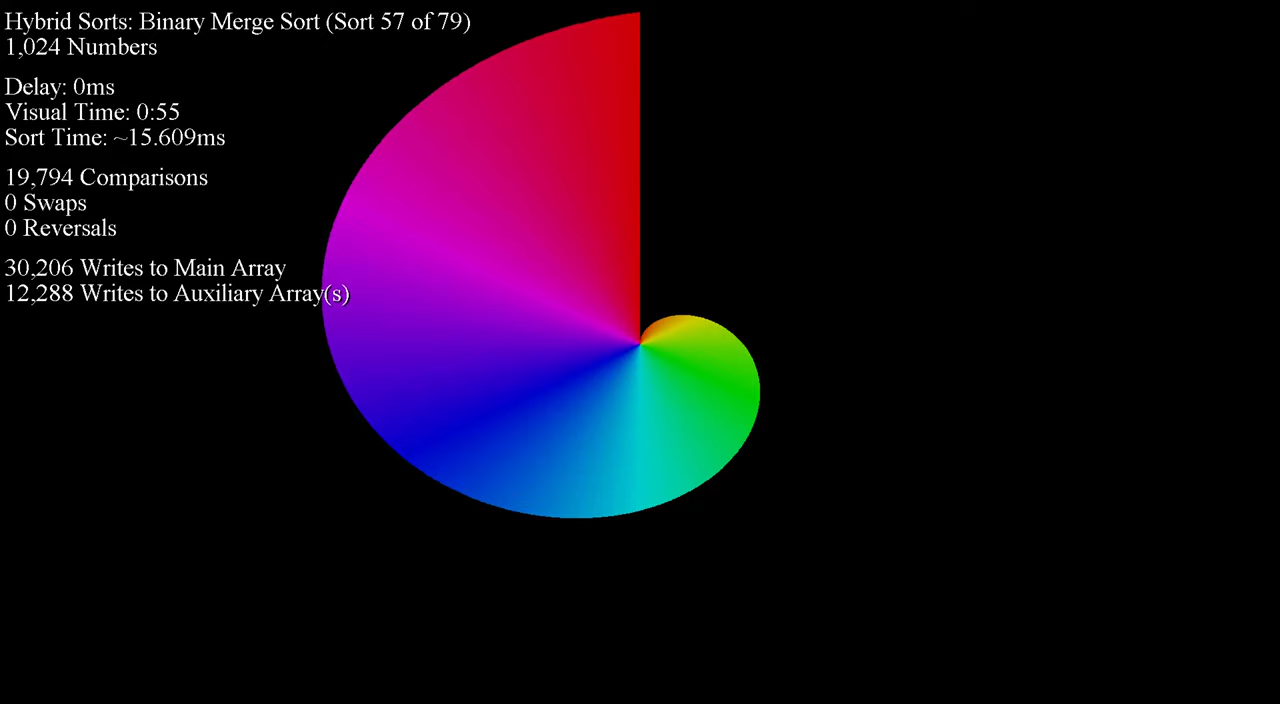 Hybrid Sorts: Binary Merge Sort (Sort 57 of 79)
1,024 Numbers
Delay: 0ms
Visual Time: 0:55
Sort Time: ~15.609ms
19,794 Comparisons
0 Swaps
0 Reversals
30,206 Writes to Main Array
12,288 Writes to Auxiliary Array(s)